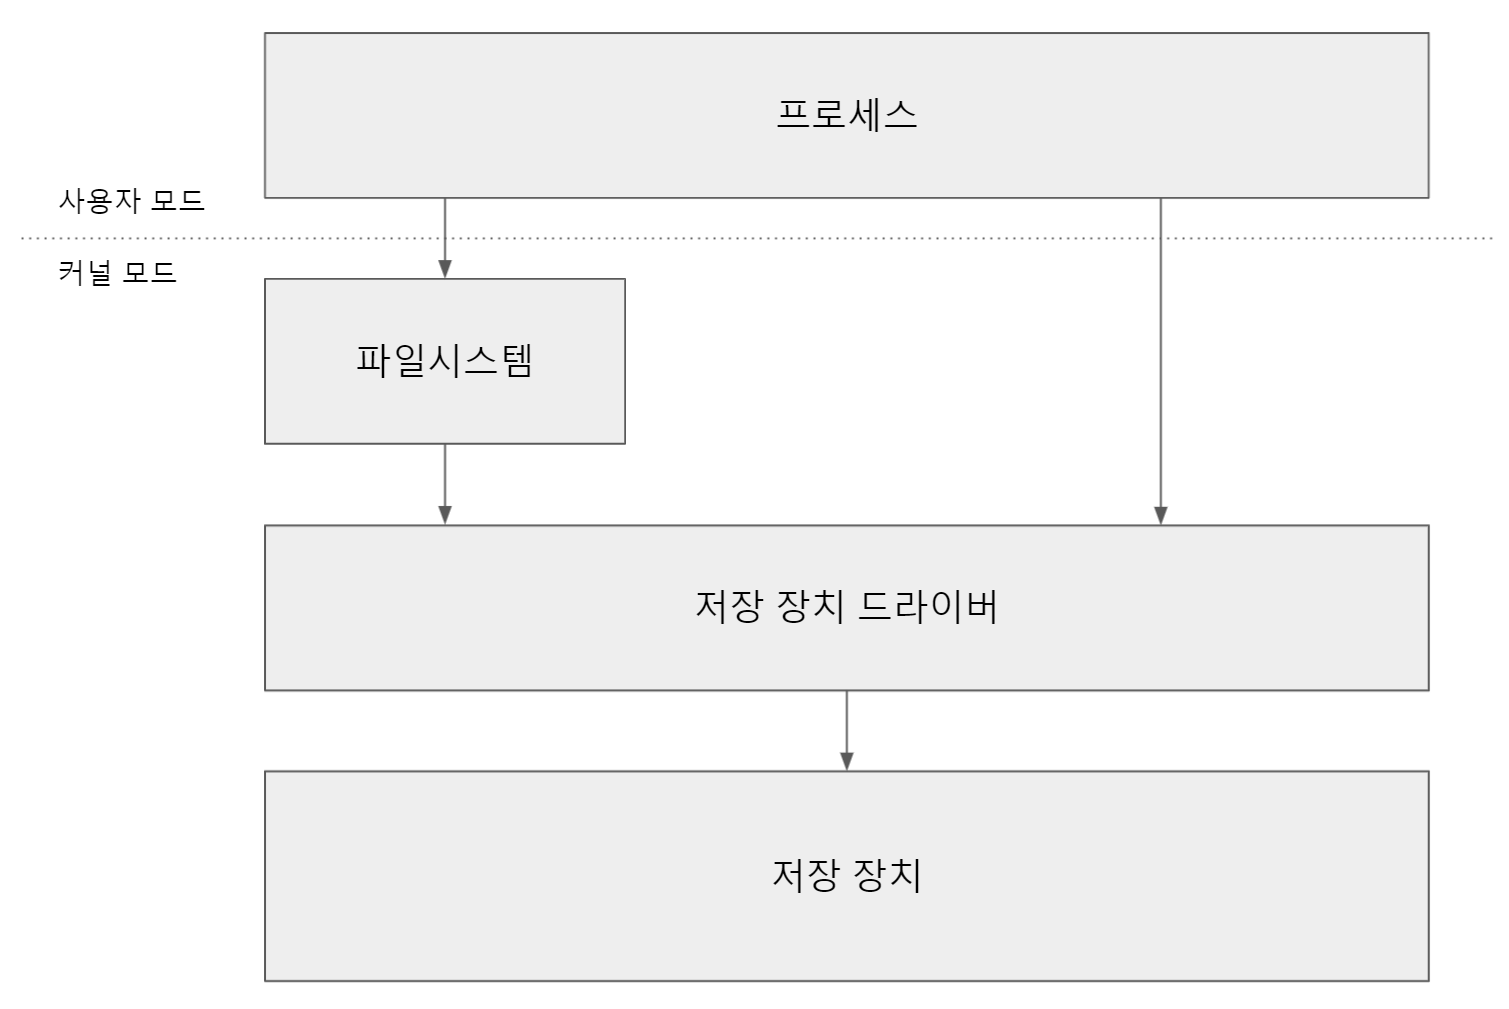 프로세스
사용자 모드
커널 모드
파일시스템
저장 장치 드라이버
저장 장치